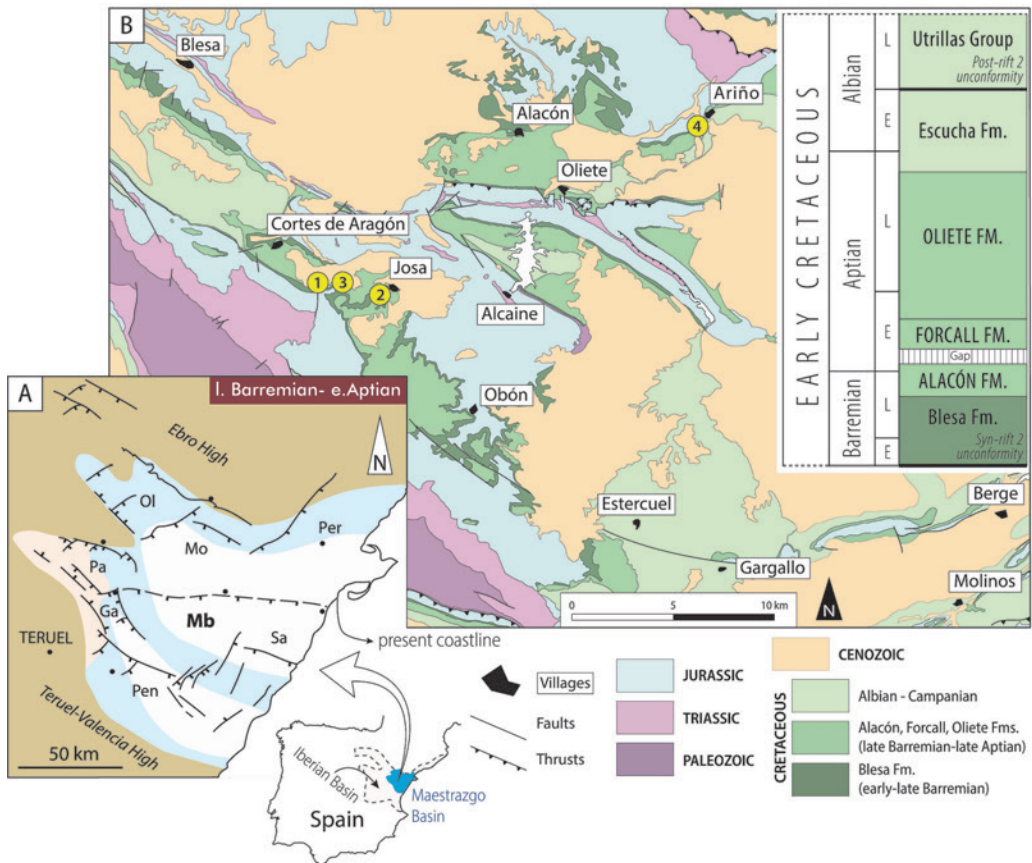 B
Blesa
Alacón
Ariño
4
Oliete
Cortes de Aragón
1
3
Josa
2
Alcaine
Obón
Estercuel
Gargallo
Berge
Molinos
0
5
10 km
N
EARLY CRETACEOUS
Albian
Aptian
Barremian
L
E
L
E
L
E
Utrillas Group
Post-rift 2
unconformity
Escucha Fm.
OLIETE FM.
FORCALL FM.
Gap
ALACÓN FM.
Blesa Fm.
Syn-rift 2
unconformity
A
l. Barremian- e.Aptian
Ebro High
N
Ol
Mo
Per
Pa
Ga
Mb
Sa
TERUEL
Pen
Teruel-Valencia High
50 km
present coastline
Iberian Basin
Maestrazgo
Basin
Spain
Villages
Faults
Thrusts
JURASSIC
TRIASSIC
PALEOZOIC
CENOZOIC
CRETACEOUS
Albian - Campanian
Alacón, Forcall, Oliete Fms.
(late Barremian-late Aptian)
Blesa Fm.
(early-late Barremian)